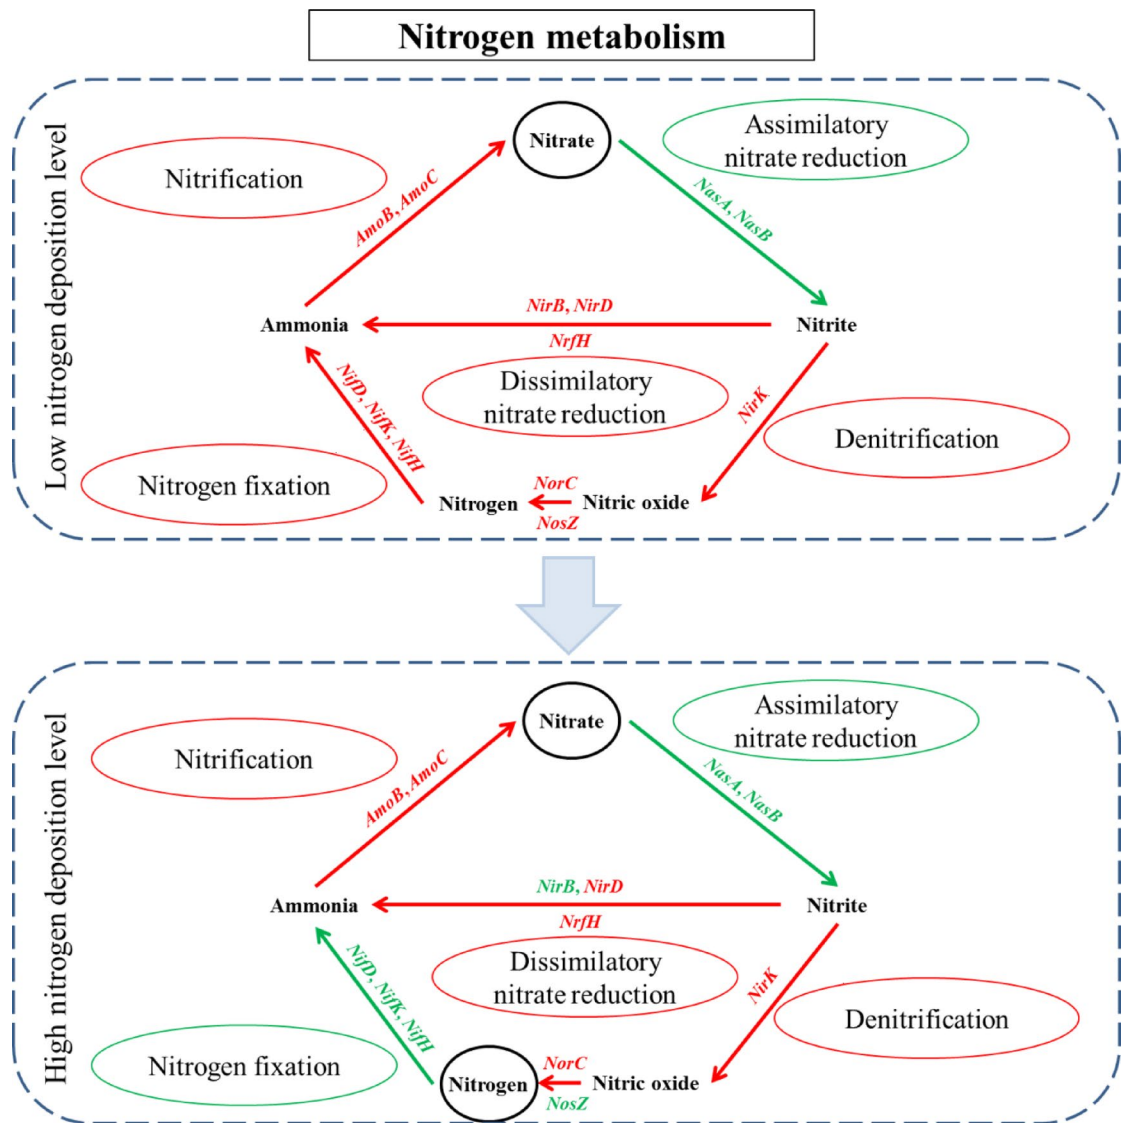 Nitrogen metabolism
Low nitrogen deposition level
Nitrate
Assimilatory
nitrate reduction
Nitrification
AmoB, AmoC
NasA, NasB
NirB, NirD
Ammonia
Nitrite
NrfH
Dissimilatory
nitrate reduction
NifD, NifK, NifH
NirK
Denitrification
Nitrogen fixation
NorC
Nitrogen
Nitric oxide
NosZ
High nitrogen deposition level
Nitrate
Assimilatory
nitrate reduction
Nitrification
AmoB, AmoC
NasA, NasB
NirB, NirD
Ammonia
Nitrite
NrfH
Dissimilatory
nitrate reduction
NifD, NifK, NifH
NirK
Denitrification
Nitrogen fixation
NorC
Nitrogen
Nitric oxide
NosZ